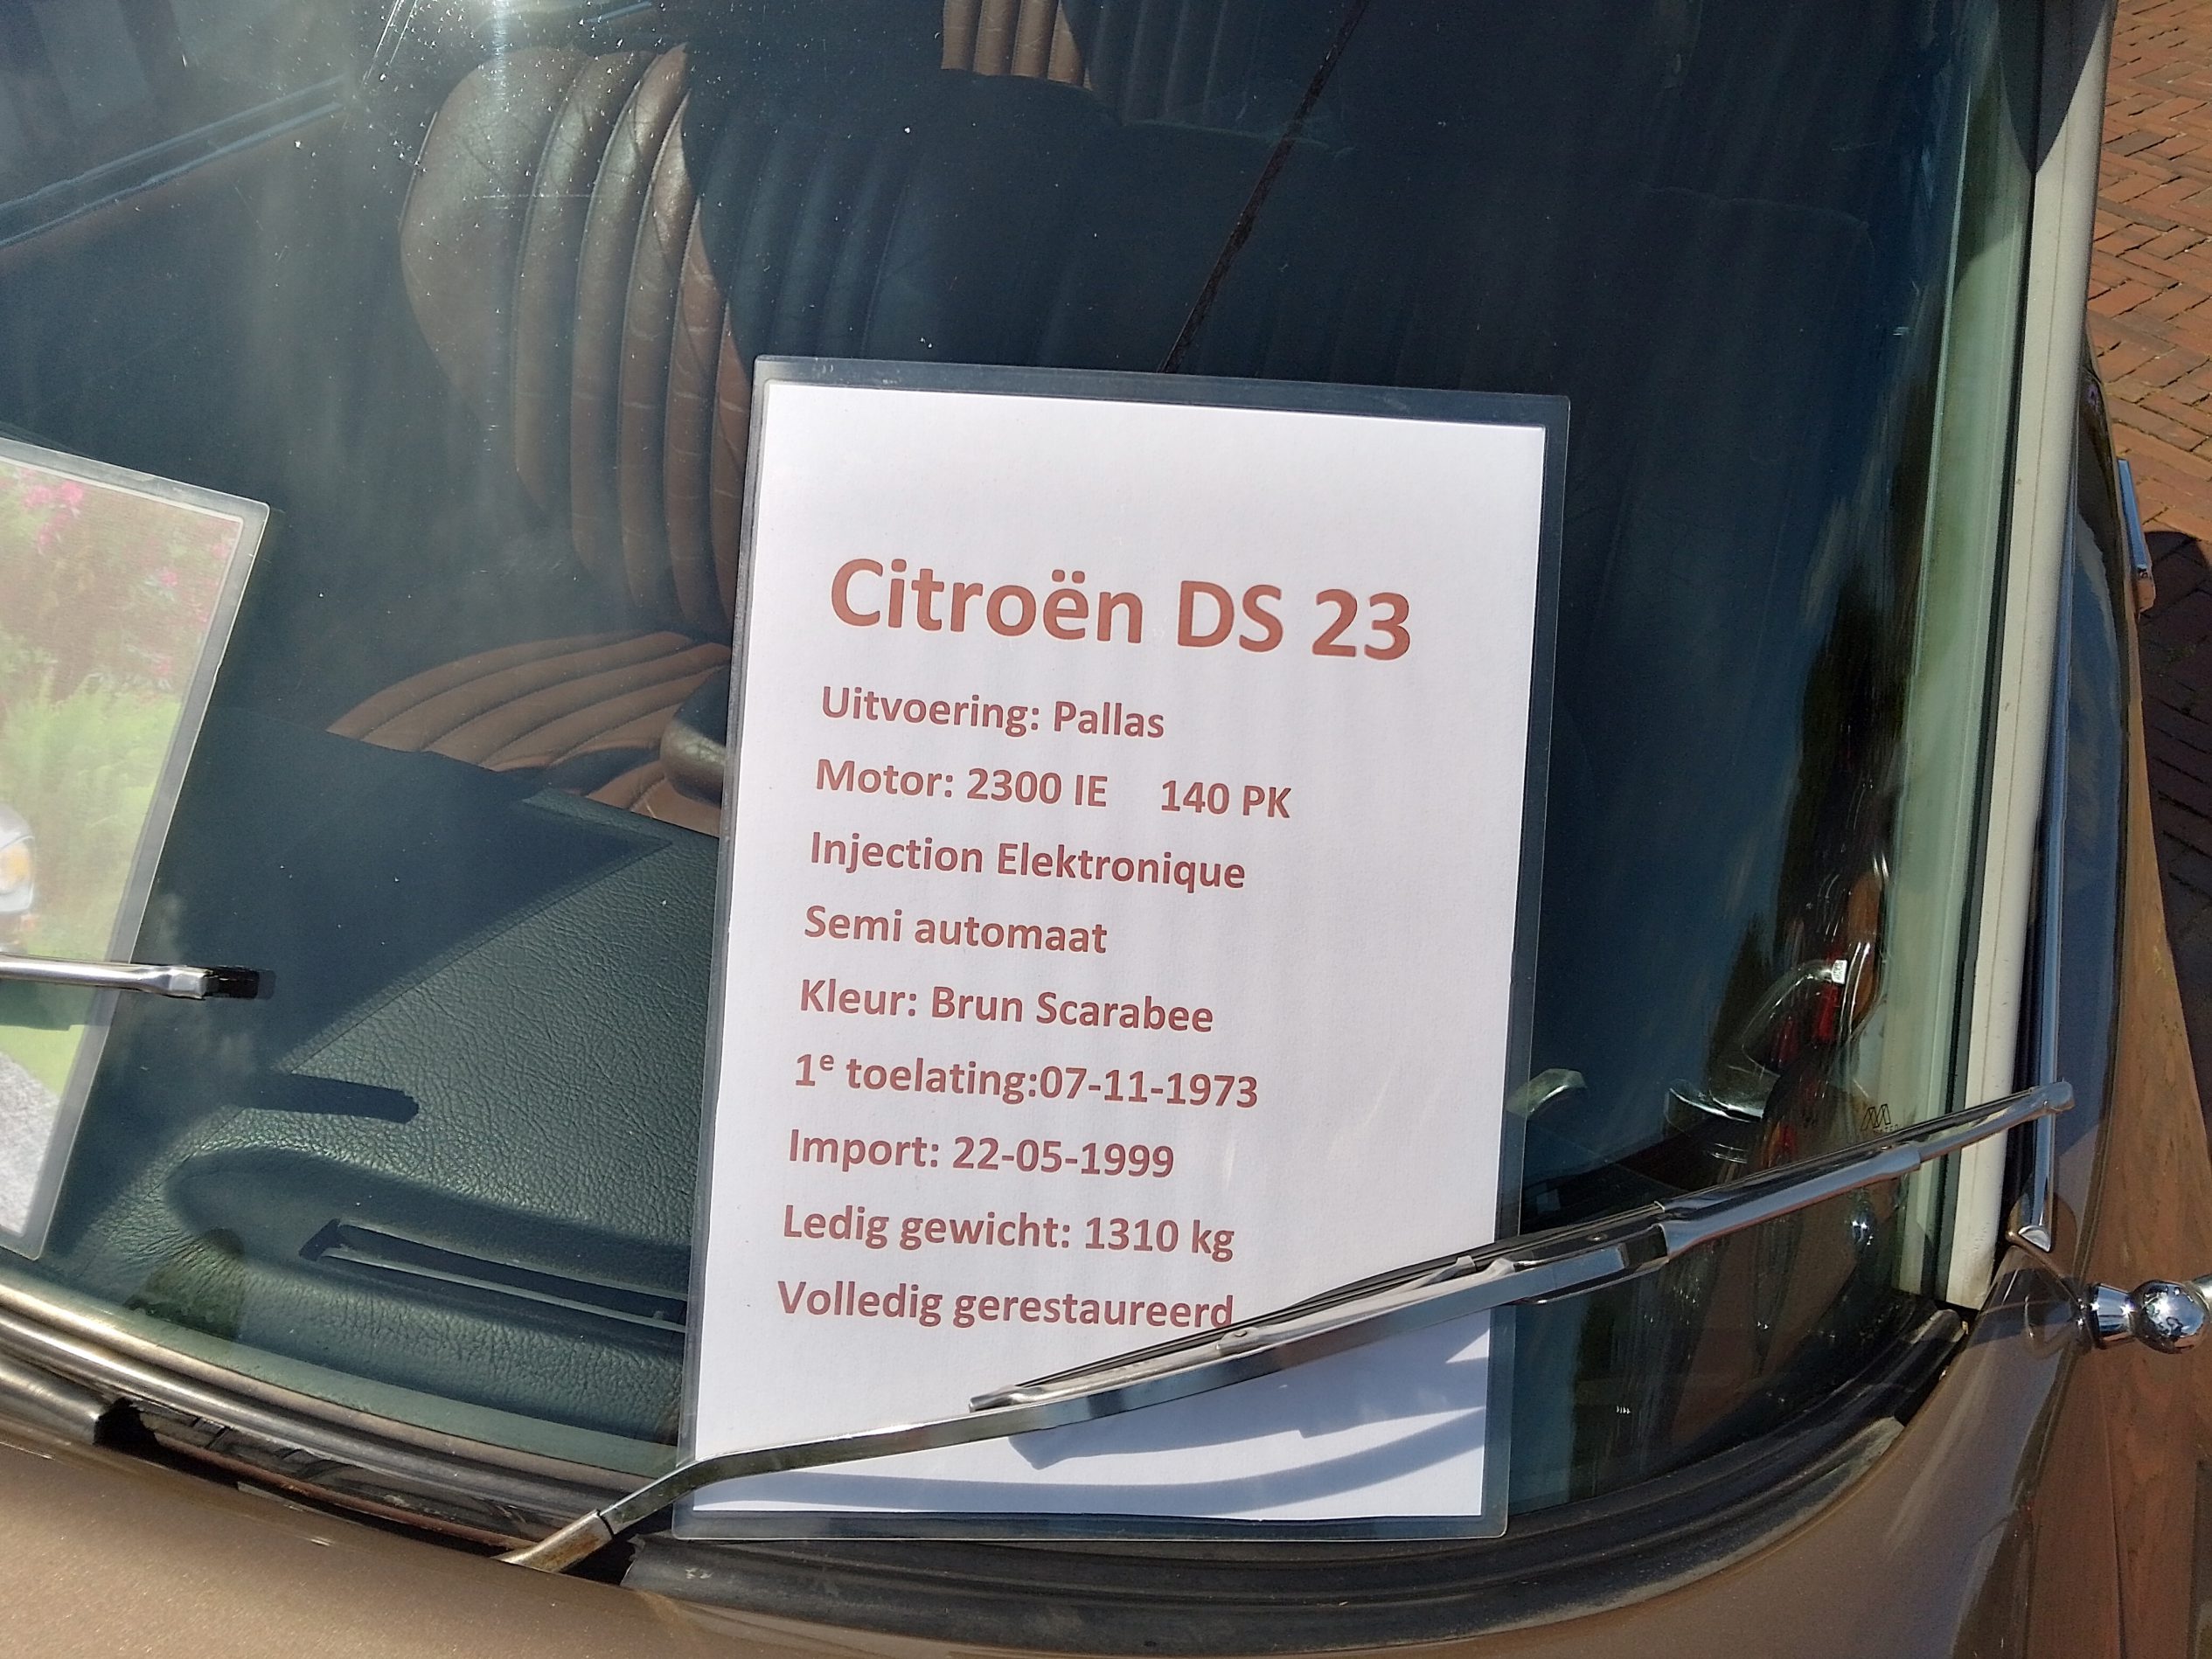 Citroën DS 23
Uitvoering: Pallas
Motor: 2300 IE 140 PK
Injection Elektronique
Semi automaat
Kleur: Brun Scarabee
1e toelating:07-11-1973
Import: 22-05-1999
Ledig gewicht: 1310 kg
Volledig gerestaureerd